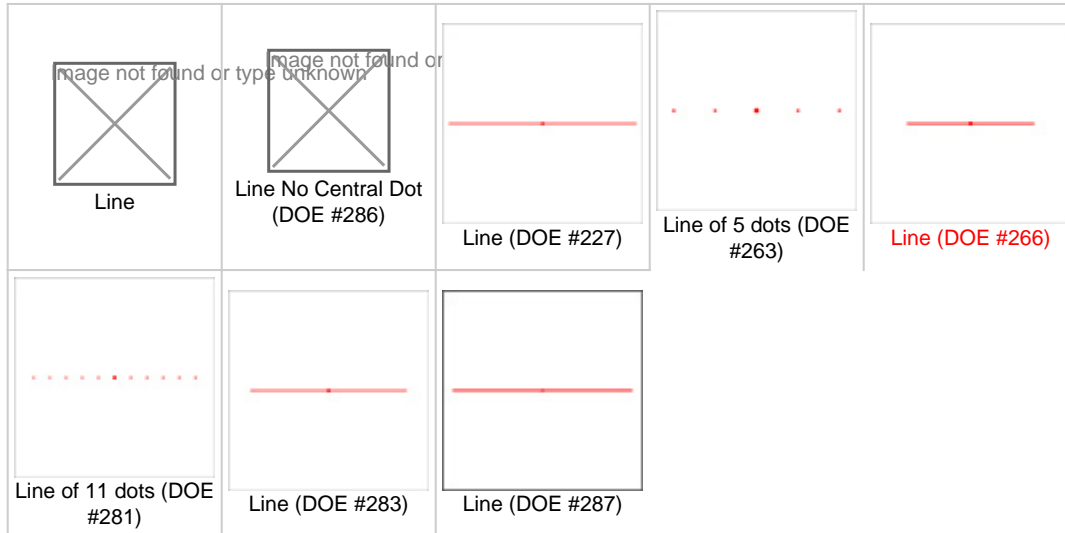 Image not found or type unknown
Line
Image not found or
Line No Central Dot
(DOE #286)
Line (DOE #227)
Line of 5 dots (DOE
#263)
Line (DOE #266)
Line of 11 dots (DOE
#281)
Line (DOE #283)
Line (DOE #287)